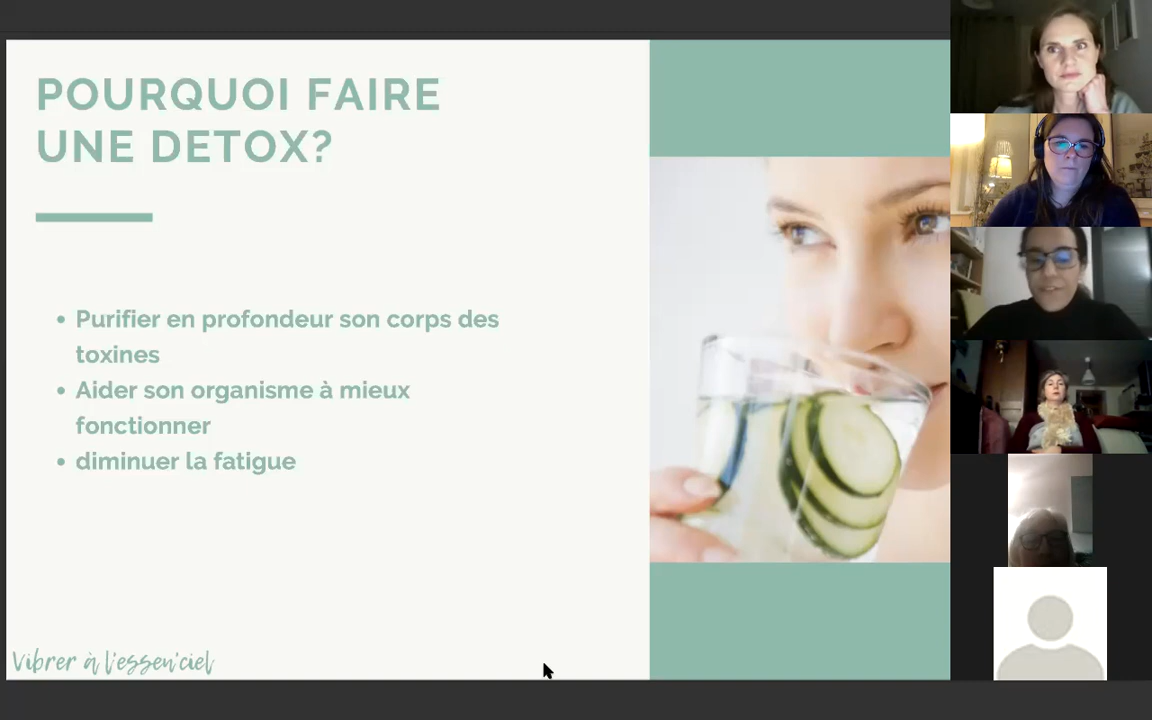 POURQUOI FAIRE
UNE DETOX?
• Purifier en profondeur son corps des
toxines
• Aider son organisme à mieux
fonctionner
• diminuer la fatigue
Vibrer à l'essen'ciel